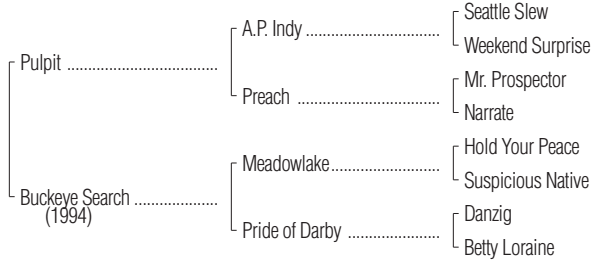 Seattle Slew
A.P. Indy ..............................
Weekend Surprise
Pulpit ...................................
Mr. Prospector
Preach ................................
Narrate
Hold Your Peace
Meadowlake.........................
Suspicious Native
Buckeye Search ...................
(1994)
Danzig
Pride of Darby .....................
Betty Loraine